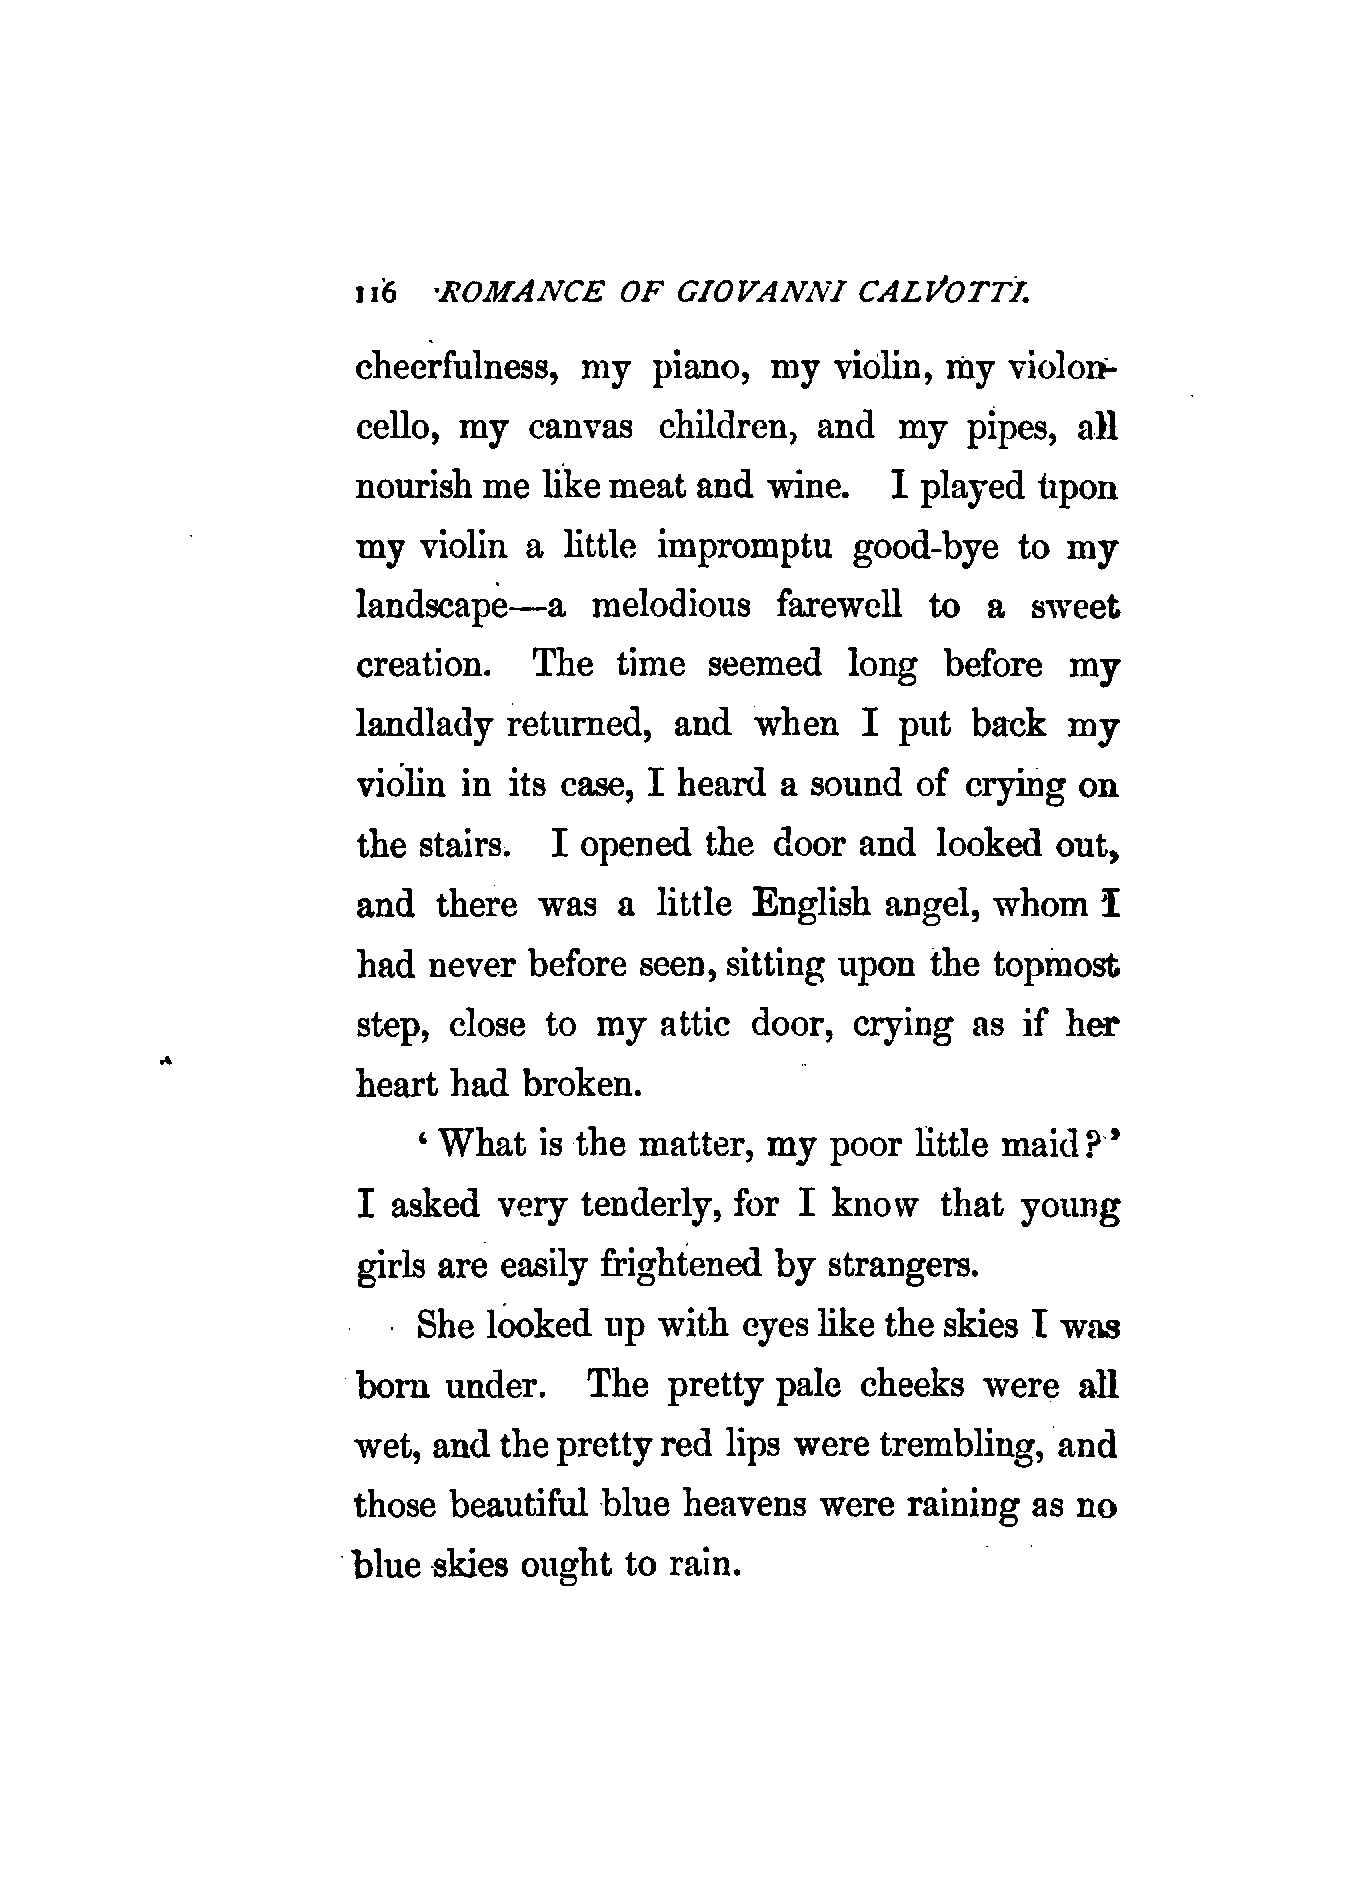 116 ROMANCE OF GIOVANNI CALVOTTI.
cheerfulness, my piano, my violin, my violon-
cello, my canvas children, and my pipes, all
nourish me like meat and wine. I played upon
my violin a little impromptu good-bye to my
landscape—a melodious farewell to a sweet
creation. The time seemed long before my
landlady returned, and when I put back my
violin in its case, I heard a sound of crying on
the stairs. I opened the door and looked out,
and there was a little English angel, whom I
had never before seen, sitting upon the topmost
step, close to my attic door, crying as if her
heart had broken.
‘What is the matter, my poor little maid?’
I asked very tenderly, for I know that young
girls are easily frightened by strangers.
She looked up with eyes like the skies I was
born under. The pretty pale cheeks were all
wet, and the pretty red lips were trembling, and
those beautiful blue heavens were raining as no
blue skies ought to rain.